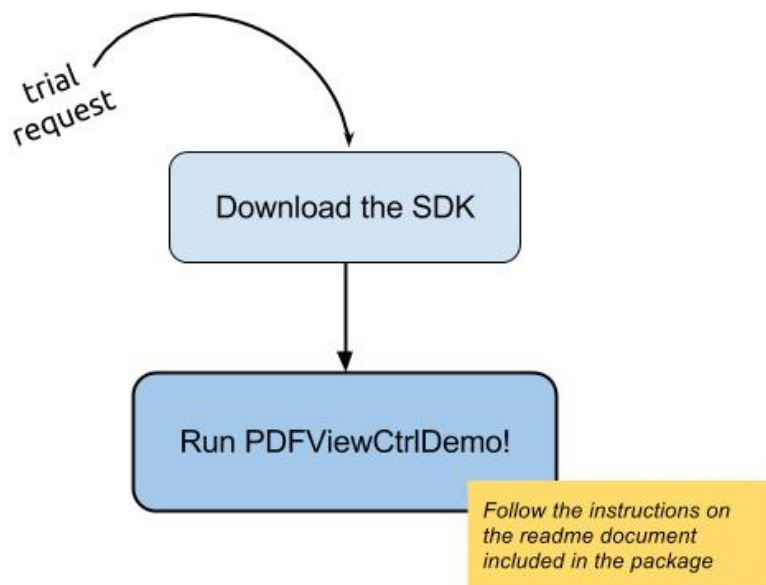 trial
request
Download the SDK
Run PDFViewCtrlDemo!
Follow the instructions on
the readme document
included in the package